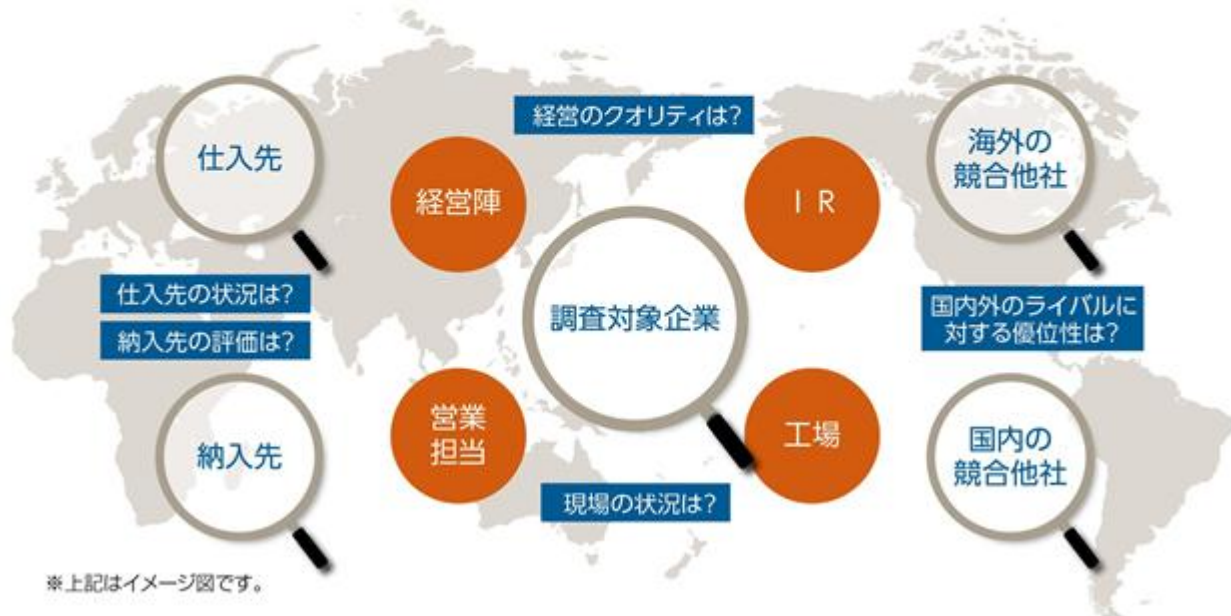 経営のクオリティは?
仕入先
経営陣
I R
海外の
競合他社
仕入先の状況は?
納入先の評価は?
調査対象企業
国内外のライバルに
対する優位性は?
納入先
営業
担当
工場
国内の
競合他社
現場の状況は?
※上記はイメージ図です。